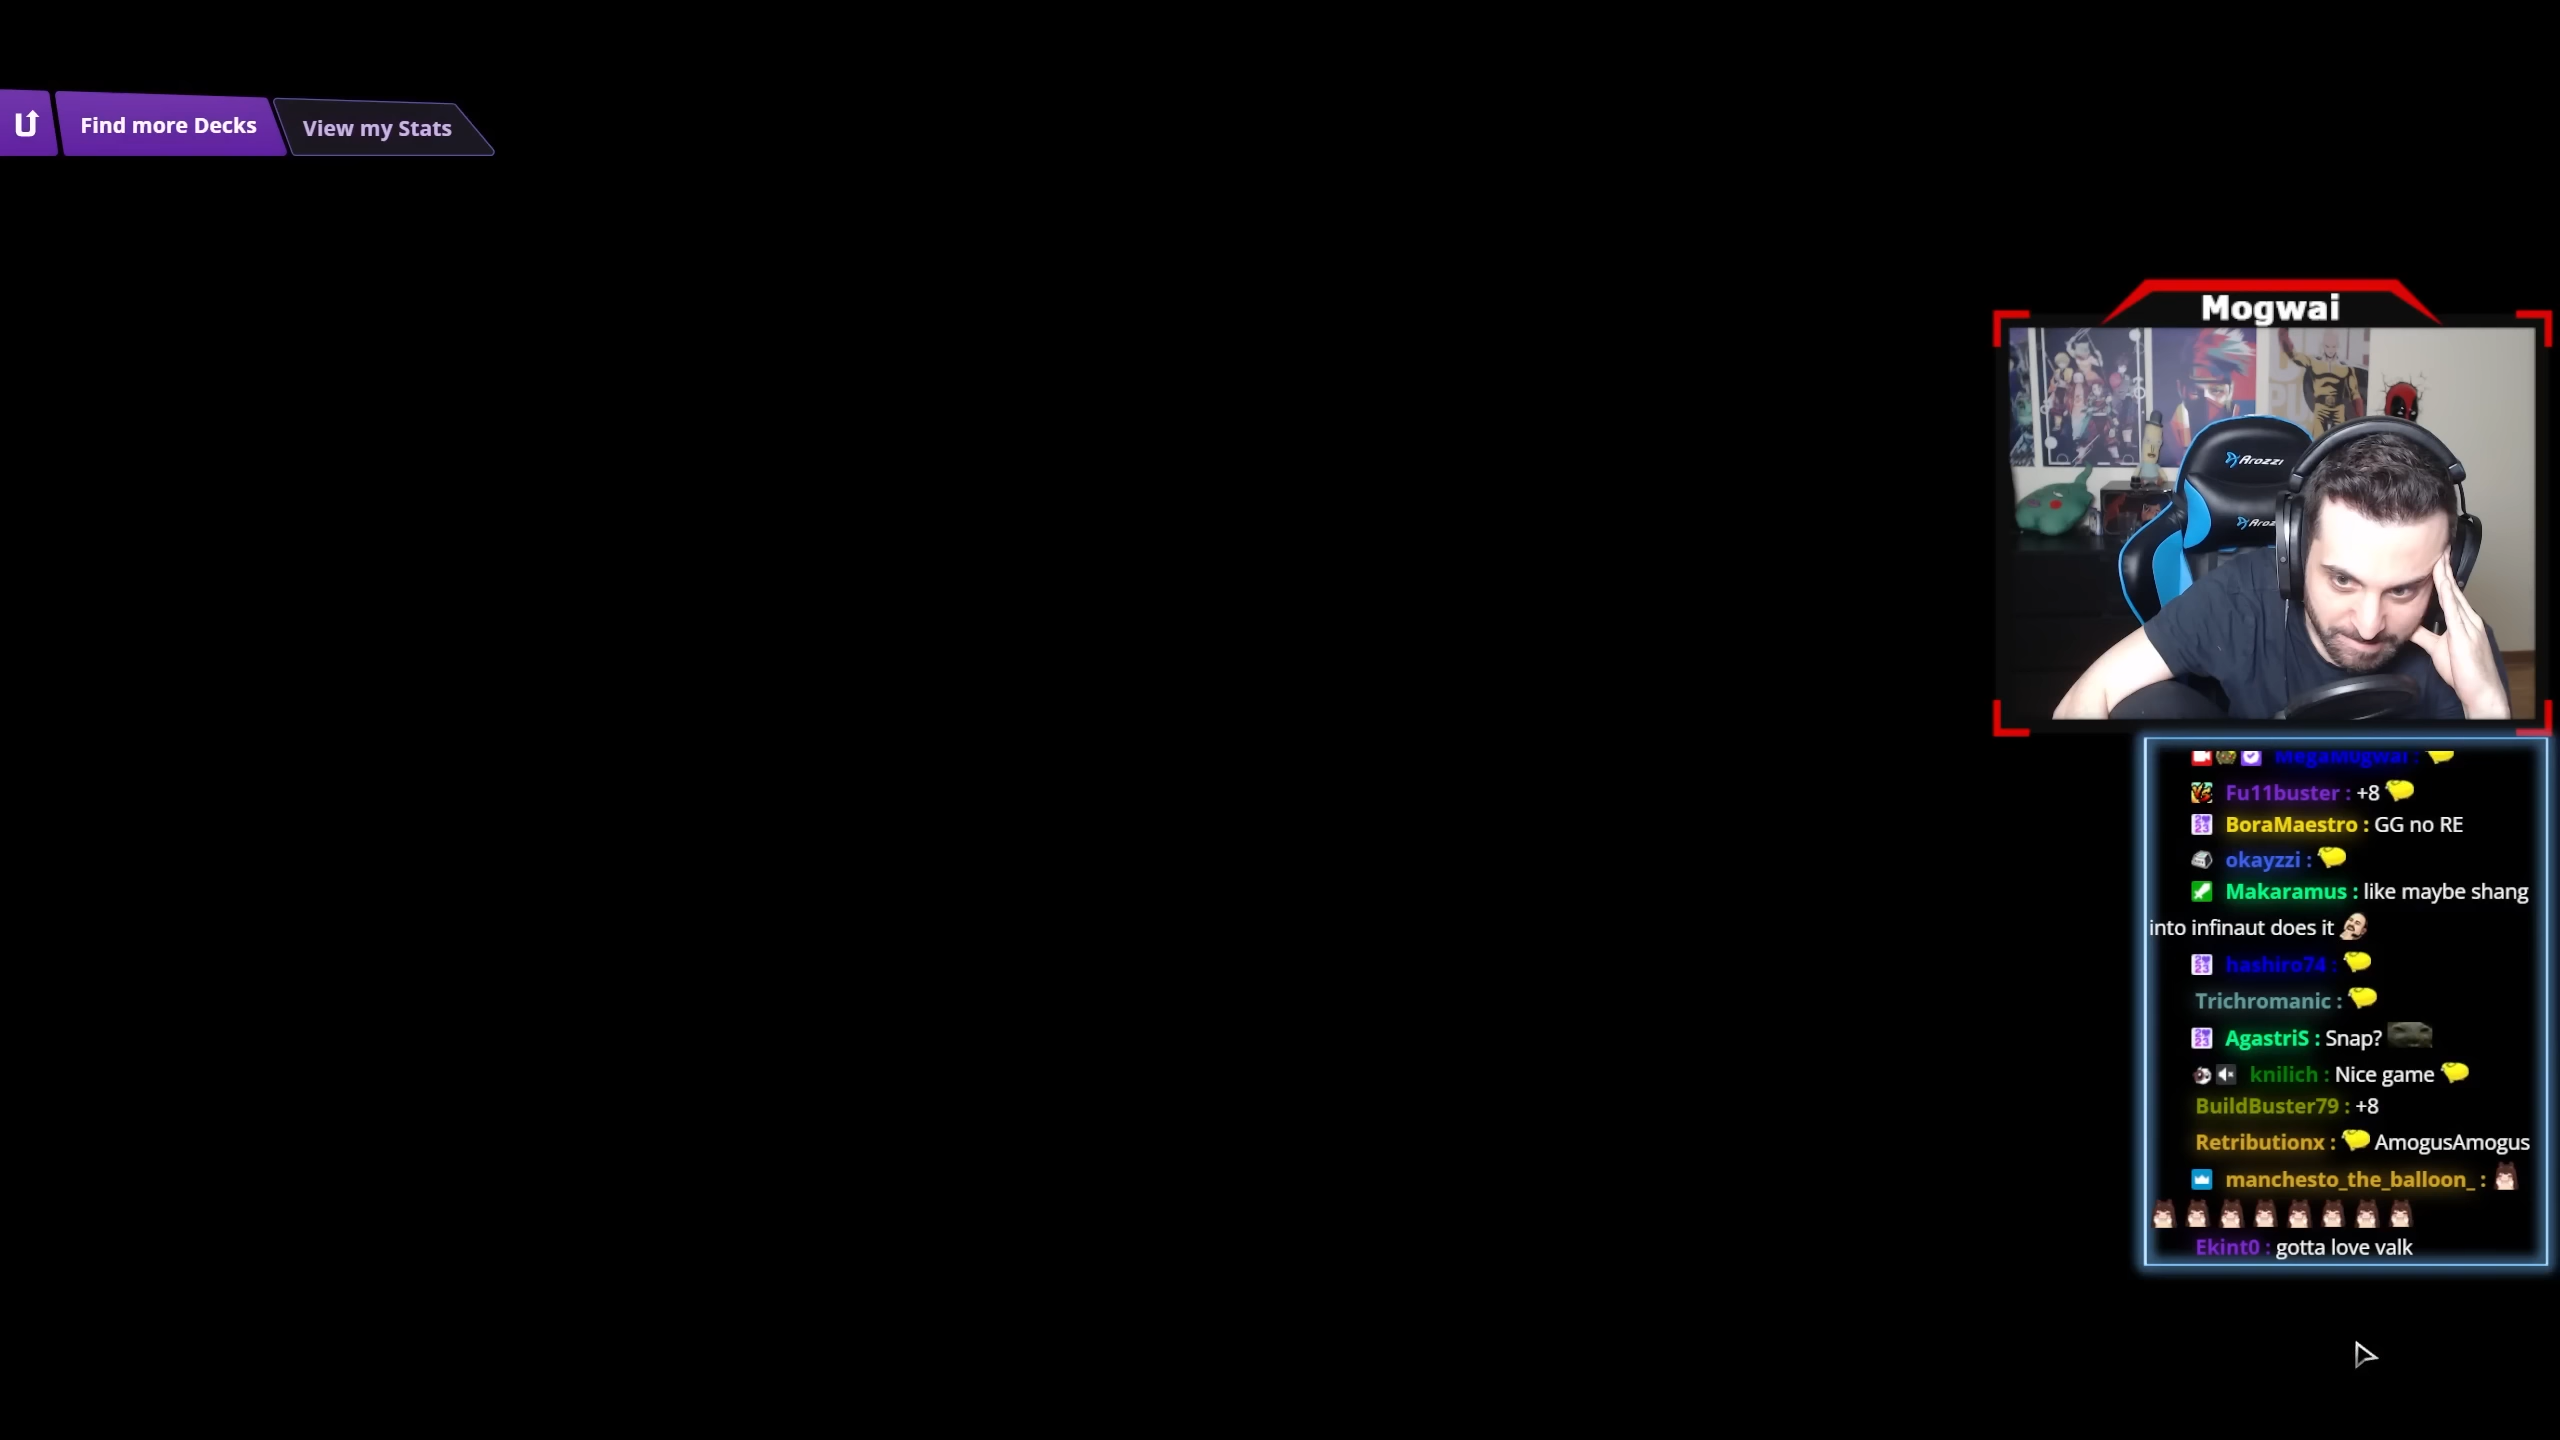 Find more Decks
View my Stats
Mogwai
Arozzi
MegaMogwai :
Fu11buster : +8
BoraMaestro : GG no RE
okayzzi :
Makaramus : like maybe shang
into infinaut does it
hashiro74 :
Trichromanic :
AgastriS : Snap?
knilich : Nice game
BuildBuster79 : +8
Retributionx : AmogusAmogus
manchesto_the_balloon_ :
Ekint0 : gotta love valk